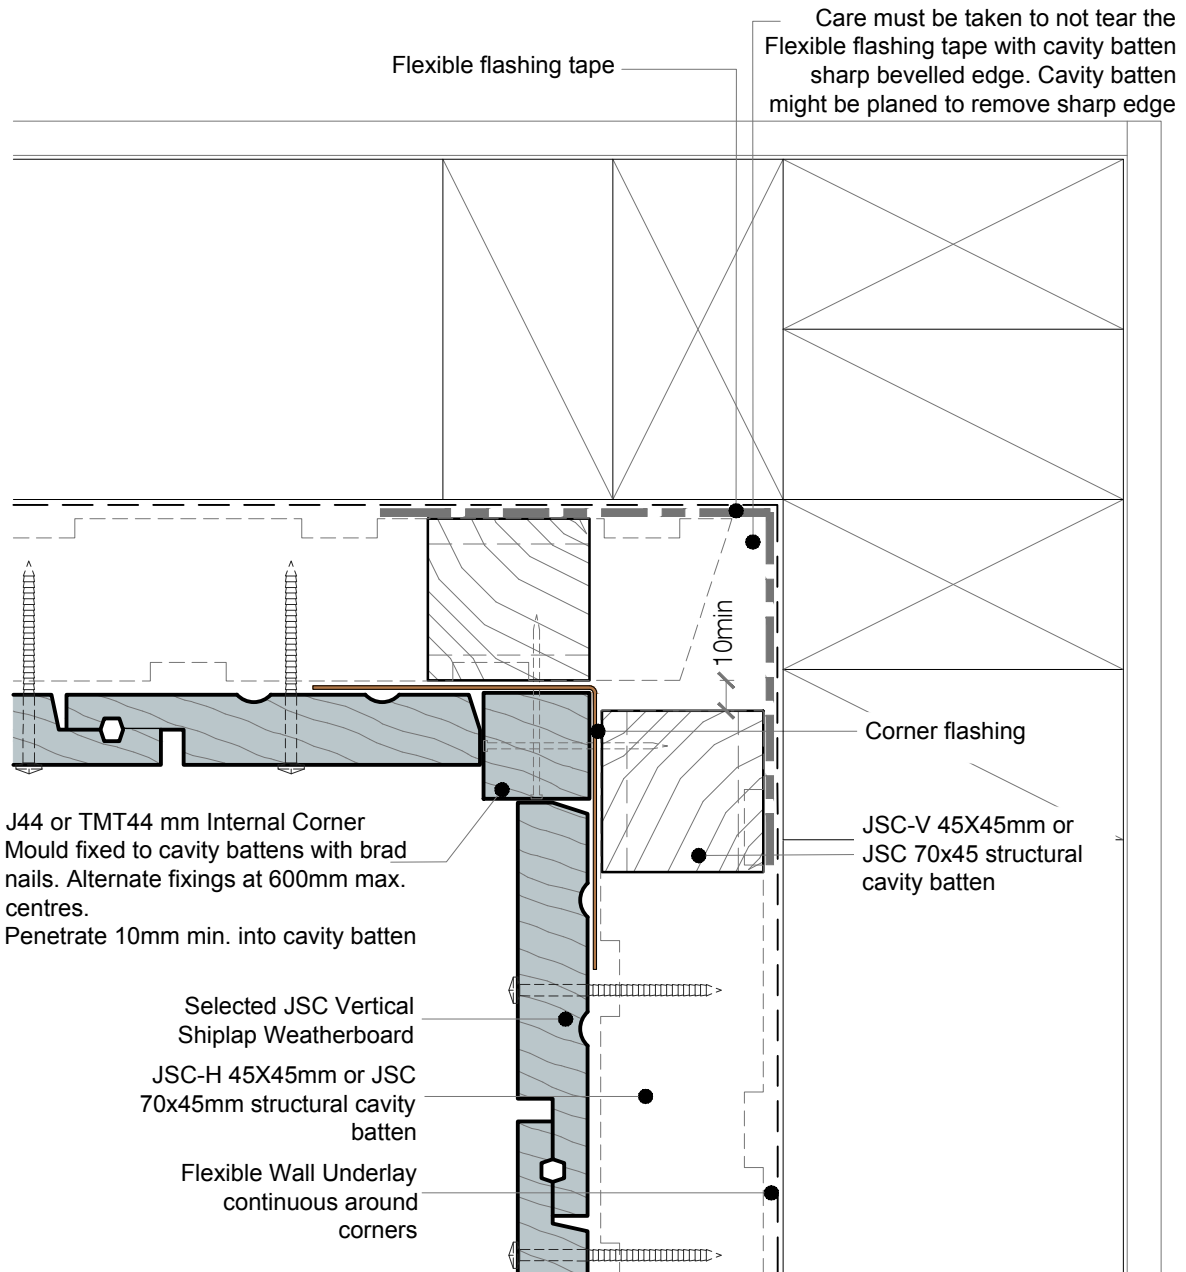 Care must be taken to not tear the
Flexible flashing tape with cavity batten
sharp bevelled edge. Cavity batten
might be planed to remove sharp edge
Flexible flashing tape
10min
Corner flashing
J44 or TMT44 mm Internal Corner
Mould fixed to cavity battens with brad
nails. Alternate fixings at 600mm max.
centres.
Penetrate 10mm min. into cavity batten
JSC-V 45X45mm or
JSC 70x45 structural
cavity batten
Selected JSC Vertical
Shiplap Weatherboard
JSC-H 45X45mm or JSC
70x45mm structural cavity
batten
Flexible Wall Underlay
continuous around
corners